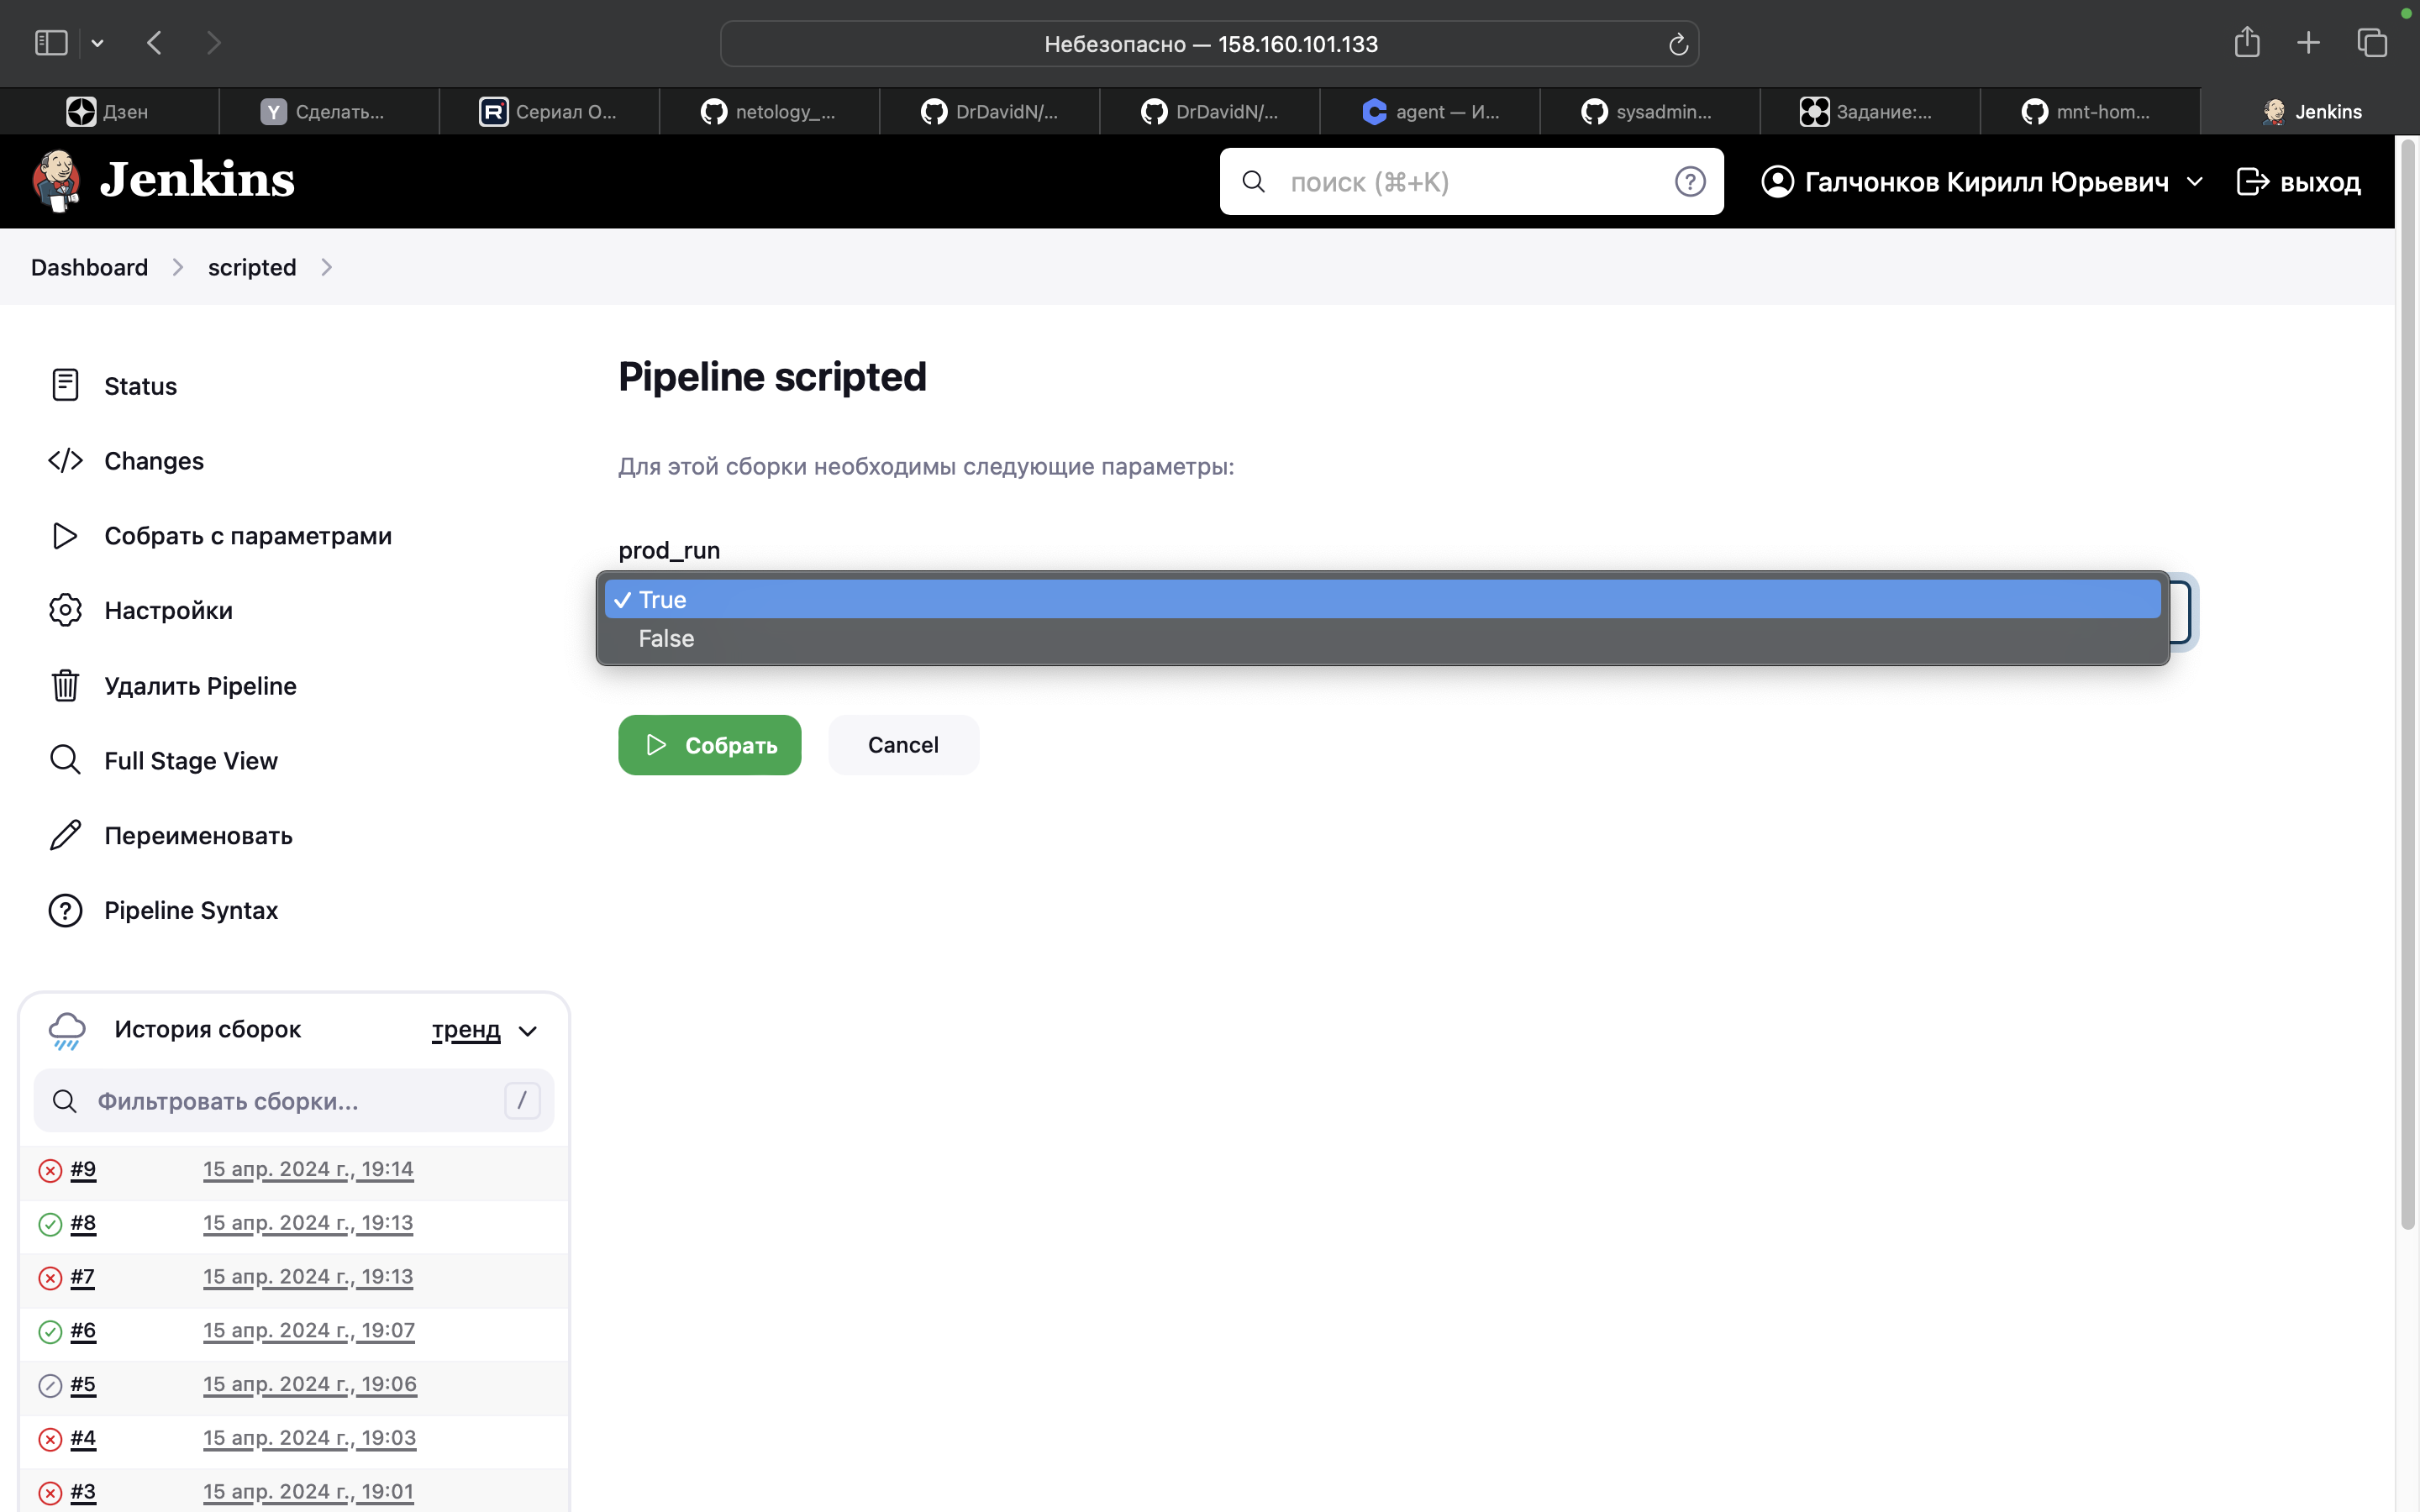 Небезопасно — 158.160.101.133
Дзен
Y Сделать...
R Сериал О...
netology_...
DrDavidN/...
DrDavidN/...
agent — И...
sysadmin...
Задание:...
mnt-hom...
Jenkins
Jenkins
поиск (⌘+K)
?
Галчонков Кирилл Юрьевич
выход
Dashboard
scripted
Status
Changes
Собрать с параметрами
Настройки
Удалить Pipeline
Full Stage View
Переименовать
Pipeline Syntax
Pipeline scripted
Для этой сборки необходимы следующие параметры:
prod_run
True
False
Собрать
Cancel
История сборок
тренд
Фильтровать сборки...
/
#9 15 апр. 2024 г., 19:14
#8 15 апр. 2024 г., 19:13
#7 15 апр. 2024 г., 19:13
#6 15 апр. 2024 г., 19:07
#5 15 апр. 2024 г., 19:06
#4 15 апр. 2024 г., 19:03
#3 15 апр. 2024 г., 19:01